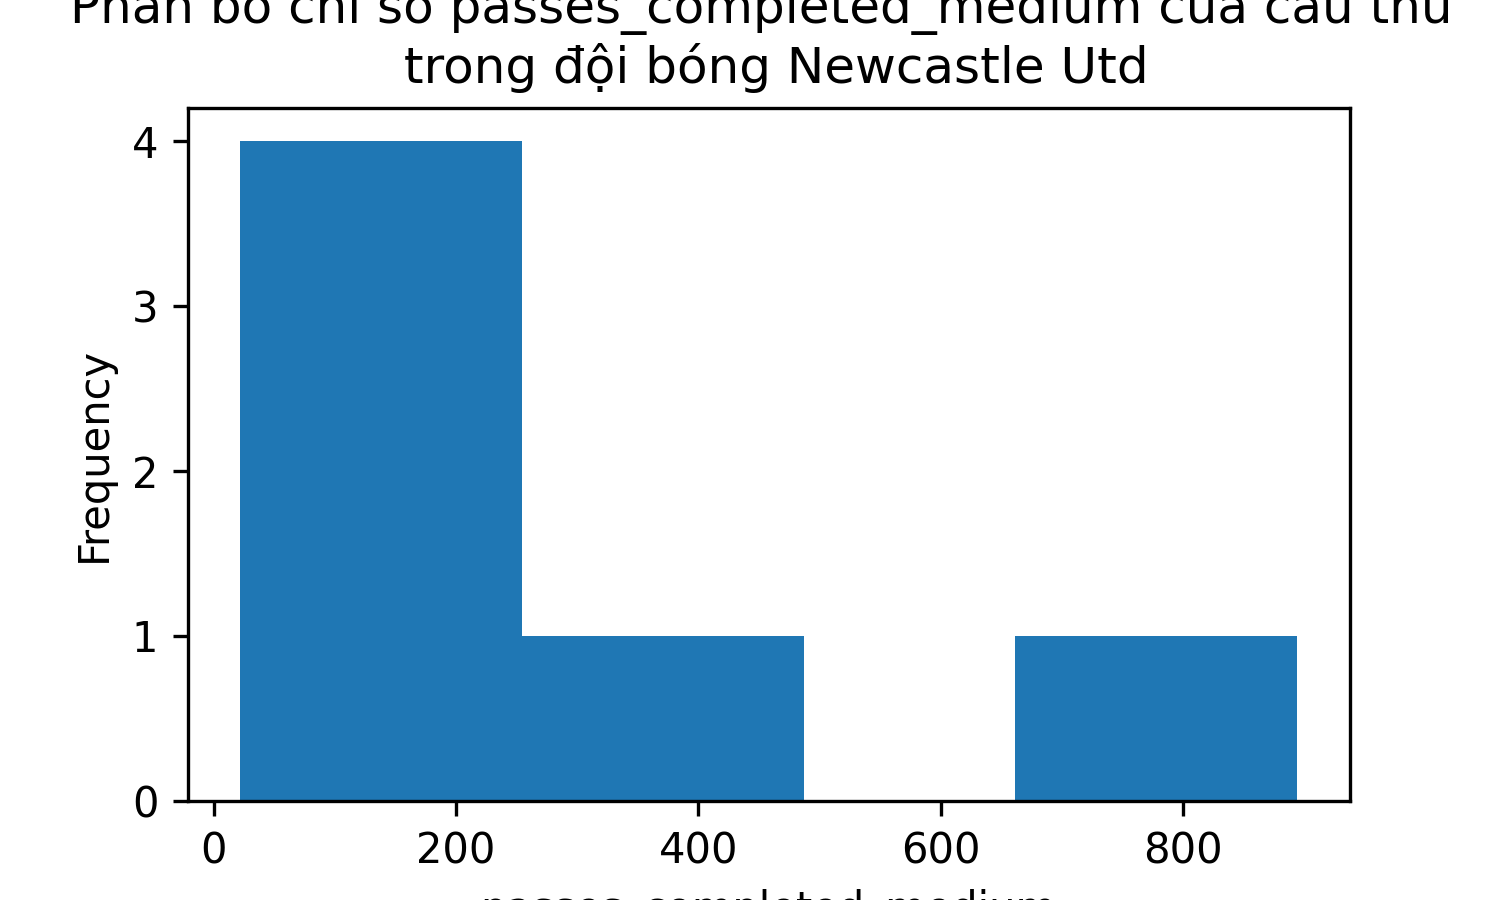 Phân bố chỉ số passes_completed_medium của cầu thủ
trong đội bóng Newcastle Utd
4
3
2
1
0
Frequency
0 200 400 600 800
passes_completed_medium